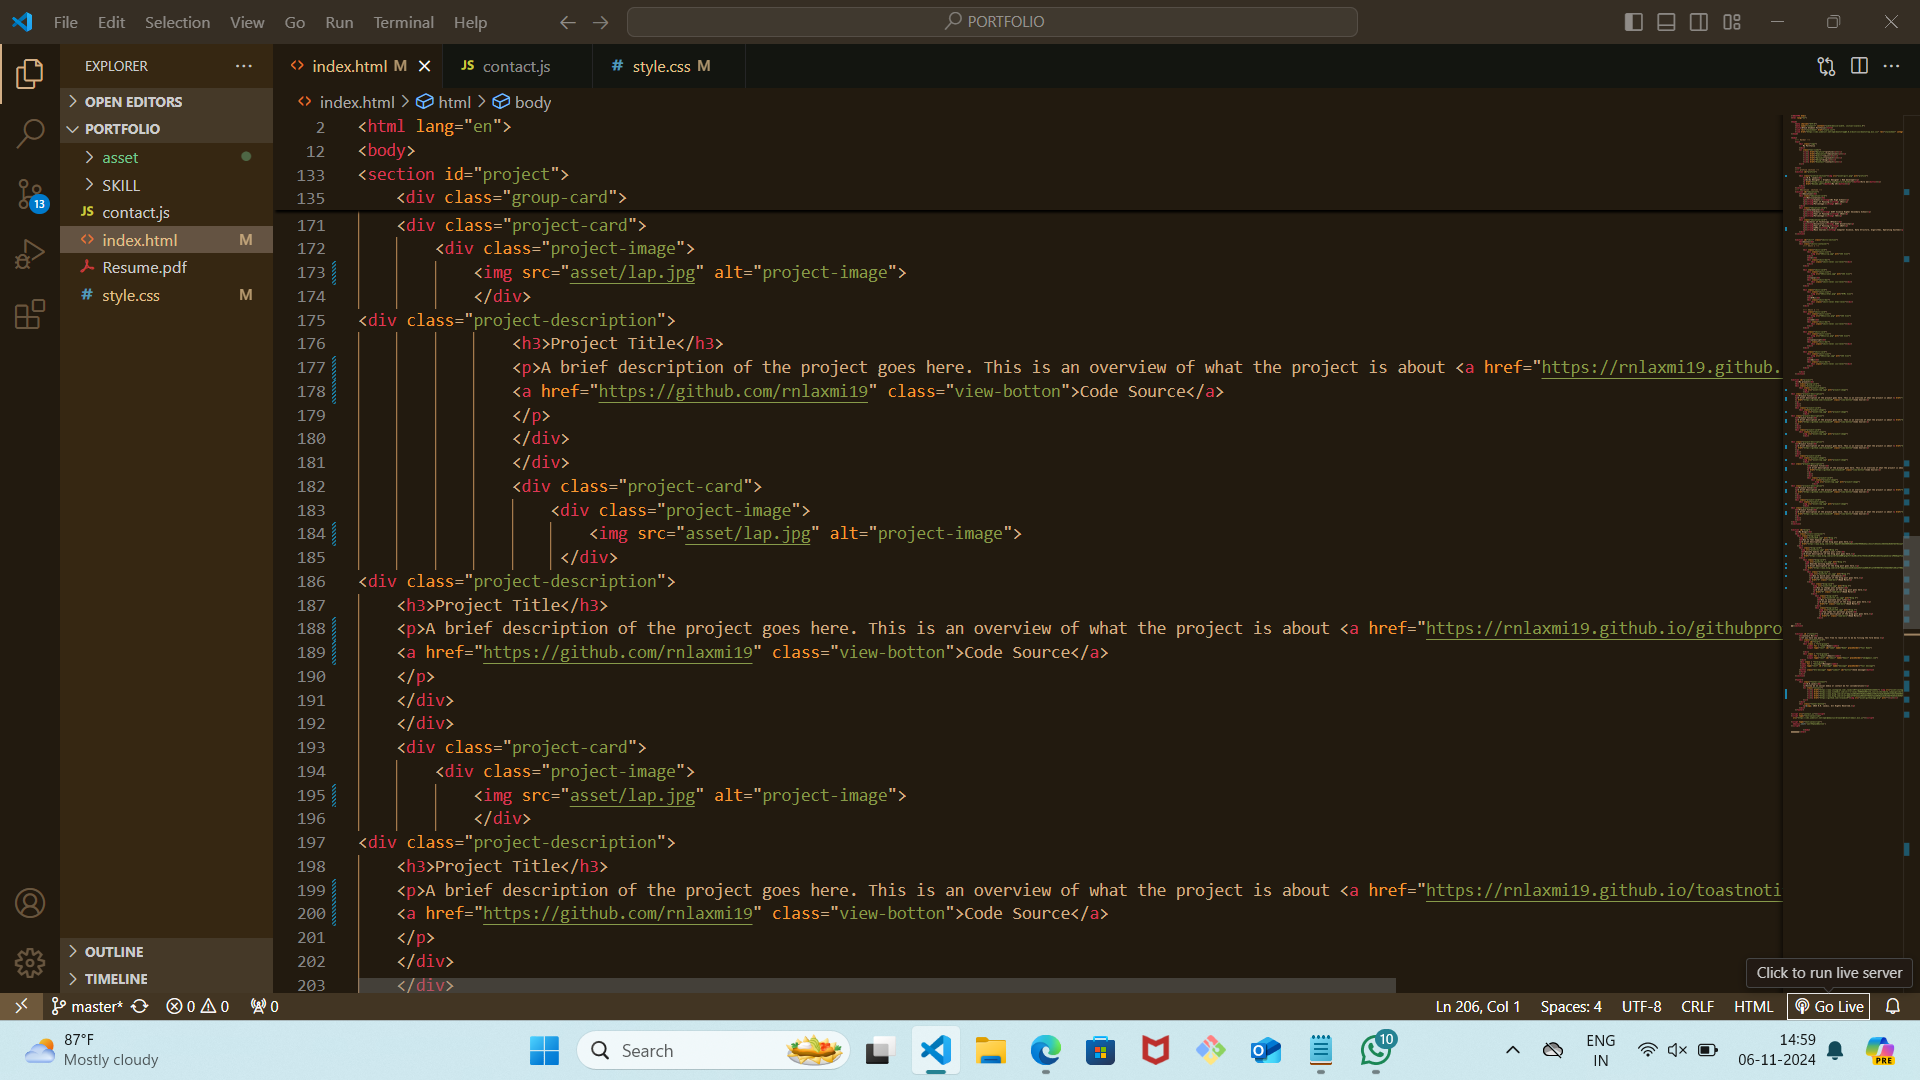 File Edit Selection View Go Run Terminal Help
PORTFOLIO
EXPLORER
index.html M
JS contact.js
# style.css M
OPEN EDITORS
PORTFOLIO
asset
SKILL
JS contact.js
index.html M
Resume.pdf
# style.css M
OUTLINE
TIMELINE
13
index.html > html > body
2 <html lang="en">
12 <body>
133 <section id="project">
135 <div class="group-card">
171 <div class="project-card">
172 <div class="project-image">
173 <img src="asset/lap.jpg" alt="project-image">
174 </div>
175 <div class="project-description">
176 <h3>Project Title</h3>
177 <p>A brief description of the project goes here. This is an overview of what the project is about <a href="https://rnlaxmi19.github.
178 <a href="https://github.com/rnlaxmi19" class="view-botton">Code Source</a>
179 </p>
180 </div>
181 </div>
182 <div class="project-card">
183 <div class="project-image">
184 <img src="asset/lap.jpg" alt="project-image">
185 </div>
186 <div class="project-description">
187 <h3>Project Title</h3>
188 <p>A brief description of the project goes here. This is an overview of what the project is about <a href="https://rnlaxmi19.github.io/githubpro
189 <a href="https://github.com/rnlaxmi19" class="view-botton">Code Source</a>
190 </p>
191 </div>
192 </div>
193 <div class="project-card">
194 <div class="project-image">
195 <img src="asset/lap.jpg" alt="project-image">
196 </div>
197 <div class="project-description">
198 <h3>Project Title</h3>
199 <p>A brief description of the project goes here. This is an overview of what the project is about <a href="https://rnlaxmi19.github.io/toastnoti
200 <a href="https://github.com/rnlaxmi19" class="view-botton">Code Source</a>
201 </p>
202 </div>
203 </div>
Click to run live server
master* 0 0 0
Ln 206, Col 1 Spaces: 4 UTF-8 CRLF HTML Go Live
87°F
Mostly cloudy
Search
10
ENG
IN
14:59
06-11-2024
PRE